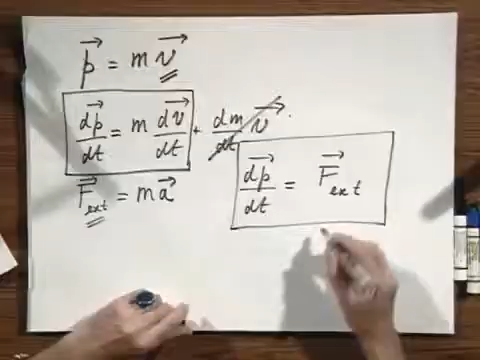 p⃗ = m v⃗
dp⃗/dt = m dv⃗/dt + dm/dt v⃗.
F⃗ext = m a⃗
dp⃗/dt = F⃗ext